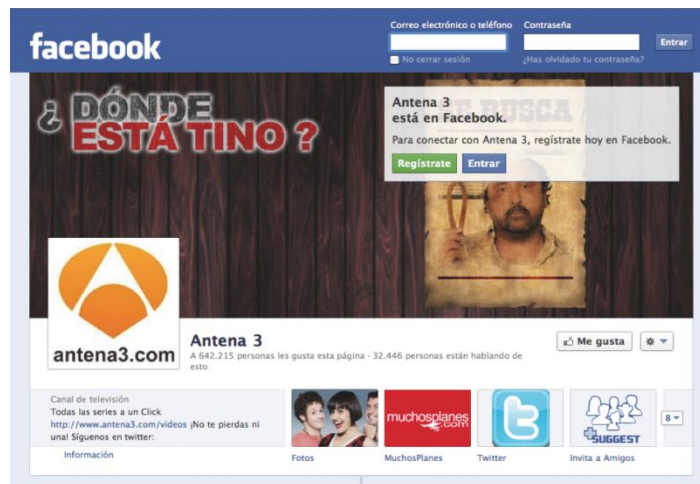 facebook
Correo electrónico o teléfono
Contraseña
Entrar
No cerrar sesión
¿Has olvidado tu contraseña?
¿DÓNDE
ESTÁ TINO?
SE BUSCA
Antena 3
está en Facebook.
Para conectar con Antena 3, regístrate hoy en Facebook.
Regístrate
Entrar
antena3.com
Antena 3
A 642.215 personas les gusta esta página · 32.446 personas están hablando de
esto
Me gusta
Canal de televisión
Todas las series a un Click
http://www.antena3.com/videos ¡No te pierdas ni
una! Síguenos en twitter:
Información
Fotos
muchosplanes
.com
MuchosPlanes
Twitter
SUGGEST
Invita a Amigos
8